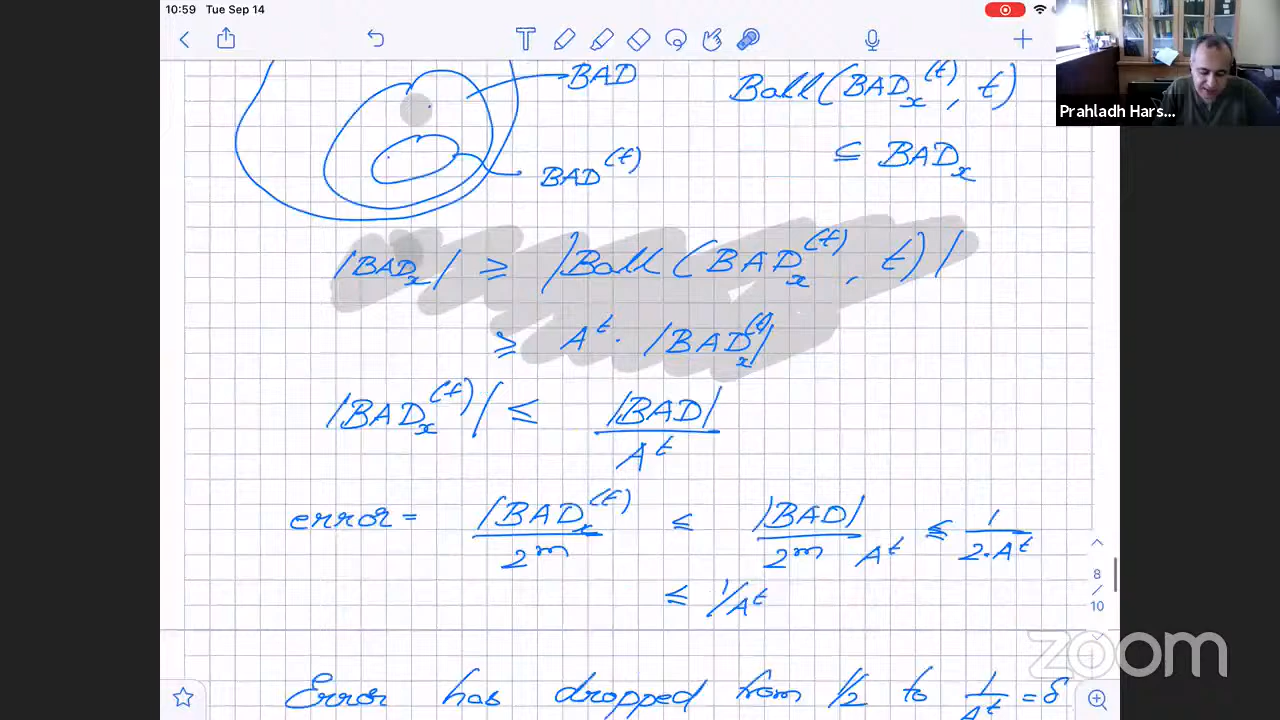 10:59 Tue Sep 14
BAD
Ball(BAD_x^(t), t)
BAD^(t)
⊆ BAD_x
|BAD_x| ≥ |Ball(BAD_x^(t), t)|
≥ A^t · |BAD_x^(t)|
|BAD_x^(t)| ≤ |BAD| / A^t
error = |BAD_x^(t)| / 2^m ≤ |BAD| / 2^m A^t ≤ 1 / 2·A^t
≤ 1/A^t
Error has dropped from 1/2 to 1/A^t = δ
Prahladh Hars...
8 / 10
zoom